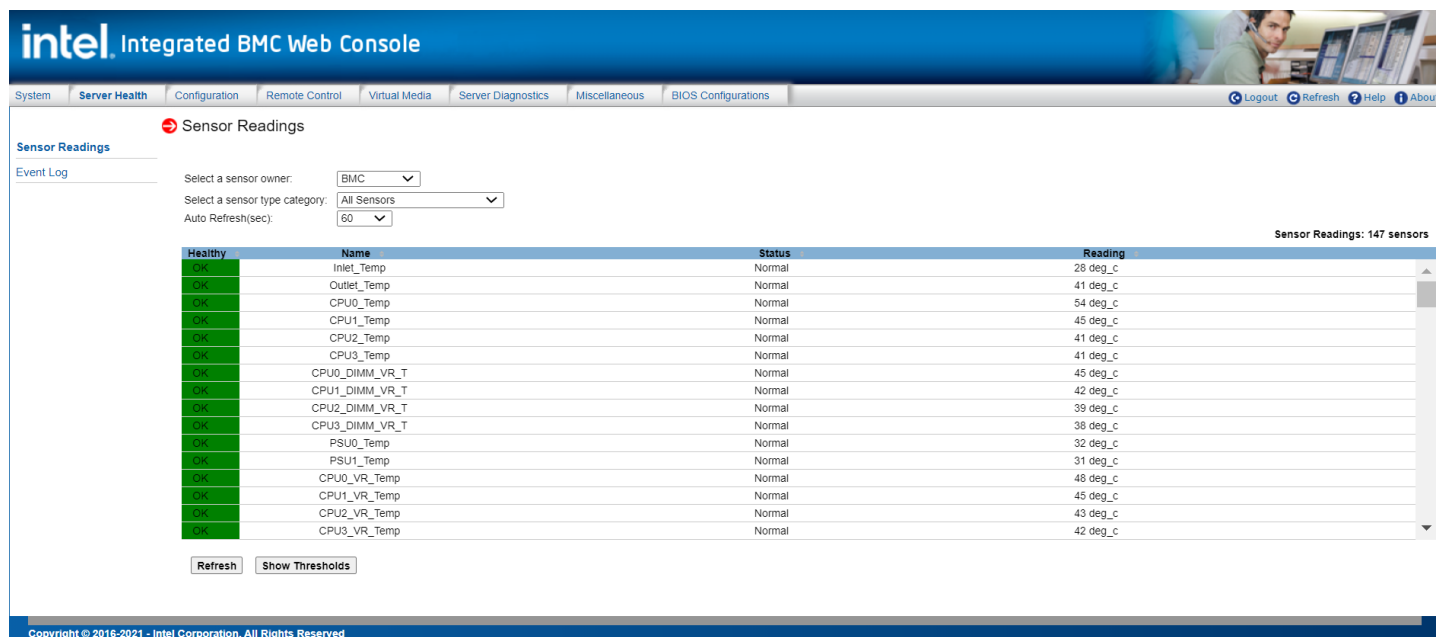 intel. Integrated BMC Web Console
System Server Health Configuration Remote Control Virtual Media Server Diagnostics Miscellaneous BIOS Configurations
Logout Refresh Help Abou
Sensor Readings
Sensor Readings
Event Log
Select a sensor owner: BMC
Select a sensor type category: All Sensors
Auto Refresh(sec): 60
Sensor Readings: 147 sensors
Healthy Name Status Reading
OK Inlet_Temp Normal 28 deg_c
OK Outlet_Temp Normal 41 deg_c
OK CPU0_Temp Normal 54 deg_c
OK CPU1_Temp Normal 45 deg_c
OK CPU2_Temp Normal 41 deg_c
OK CPU3_Temp Normal 41 deg_c
OK CPU0_DIMM_VR_T Normal 45 deg_c
OK CPU1_DIMM_VR_T Normal 42 deg_c
OK CPU2_DIMM_VR_T Normal 39 deg_c
OK CPU3_DIMM_VR_T Normal 38 deg_c
OK PSU0_Temp Normal 32 deg_c
OK PSU1_Temp Normal 31 deg_c
OK CPU0_VR_Temp Normal 48 deg_c
OK CPU1_VR_Temp Normal 45 deg_c
OK CPU2_VR_Temp Normal 43 deg_c
OK CPU3_VR_Temp Normal 42 deg_c
Refresh Show Thresholds
Copyright © 2016-2021 - Intel Corporation. All Rights Reserved